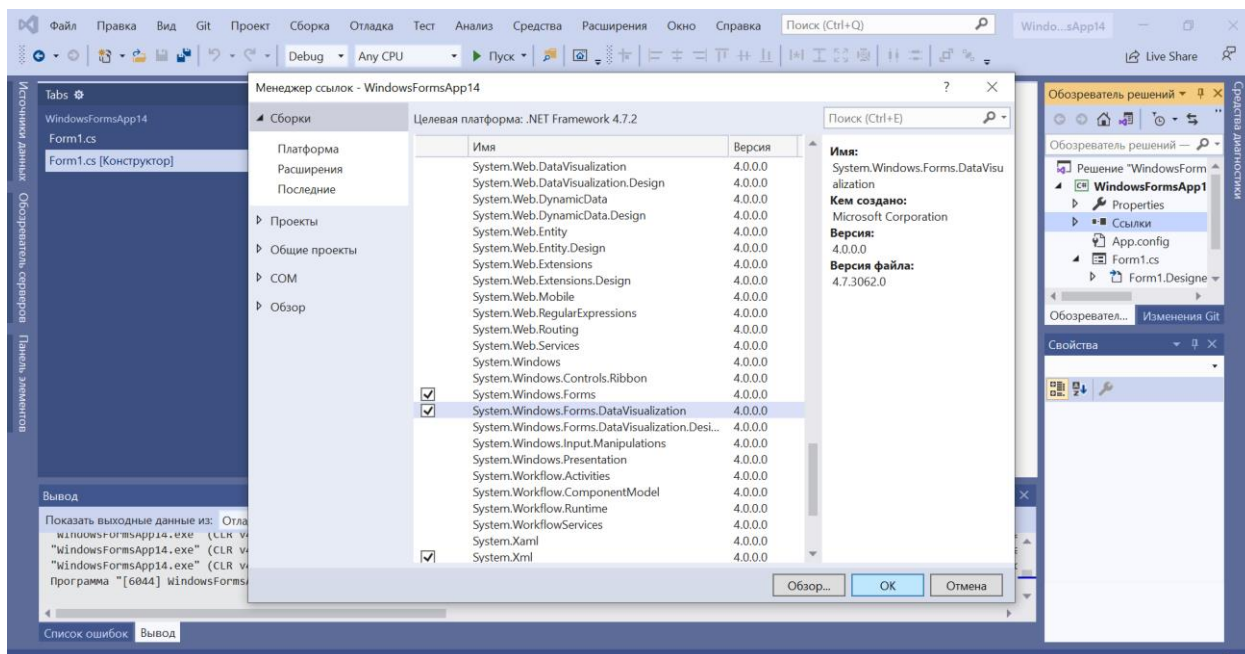 Файл Правка Вид Git Проект Сборка Отладка Тест Анализ Средства Расширения Окно Справка Поиск (Ctrl+Q) Windo...sApp14
Debug Any CPU Пуск Live Share
Источники данных
Обозреватель серверов
Панель элементов
Tabs
WindowsFormsApp14
Form1.cs
Form1.cs [Конструктор]
Менеджер ссылок - WindowsFormsApp14 ?
Сборки
Платформа
Расширения
Последние
Проекты
Общие проекты
COM
Обзор
Целевая платформа: .NET Framework 4.7.2
Поиск (Ctrl+E)
Имя Версия
System.Web.DataVisualization 4.0.0.0
System.Web.DataVisualization.Design 4.0.0.0
System.Web.DynamicData 4.0.0.0
System.Web.DynamicData.Design 4.0.0.0
System.Web.Entity 4.0.0.0
System.Web.Entity.Design 4.0.0.0
System.Web.Extensions 4.0.0.0
System.Web.Extensions.Design 4.0.0.0
System.Web.Mobile 4.0.0.0
System.Web.RegularExpressions 4.0.0.0
System.Web.Routing 4.0.0.0
System.Web.Services 4.0.0.0
System.Windows 4.0.0.0
System.Windows.Controls.Ribbon 4.0.0.0
System.Windows.Forms 4.0.0.0
System.Windows.Forms.DataVisualization 4.0.0.0
System.Windows.Forms.DataVisualization.Desi... 4.0.0.0
System.Windows.Input.Manipulations 4.0.0.0
System.Windows.Presentation 4.0.0.0
System.Workflow.Activities 4.0.0.0
System.Workflow.ComponentModel 4.0.0.0
System.Workflow.Runtime 4.0.0.0
System.WorkflowServices 4.0.0.0
System.Xaml 4.0.0.0
System.Xml 4.0.0.0
Имя:
System.Windows.Forms.DataVisu
alization
Кем создано:
Microsoft Corporation
Версия:
4.0.0.0
Версия файла:
4.7.3062.0
Обзор... ОК Отмена
Обозреватель решений
Обозреватель решений —
Решение "WindowsForm
WindowsFormsApp1
Properties
Ссылки
App.config
Form1.cs
Form1.Designe
Обозревател... Изменения Git
Свойства
Средства диагностики
Вывод
Показать выходные данные из: Отла
"WindowsFormsApp14.exe" (CLR v4
"WindowsFormsApp14.exe" (CLR v4
"WindowsFormsApp14.exe" (CLR v4
Программа "[6044] WindowsFormsA
Список ошибок Вывод